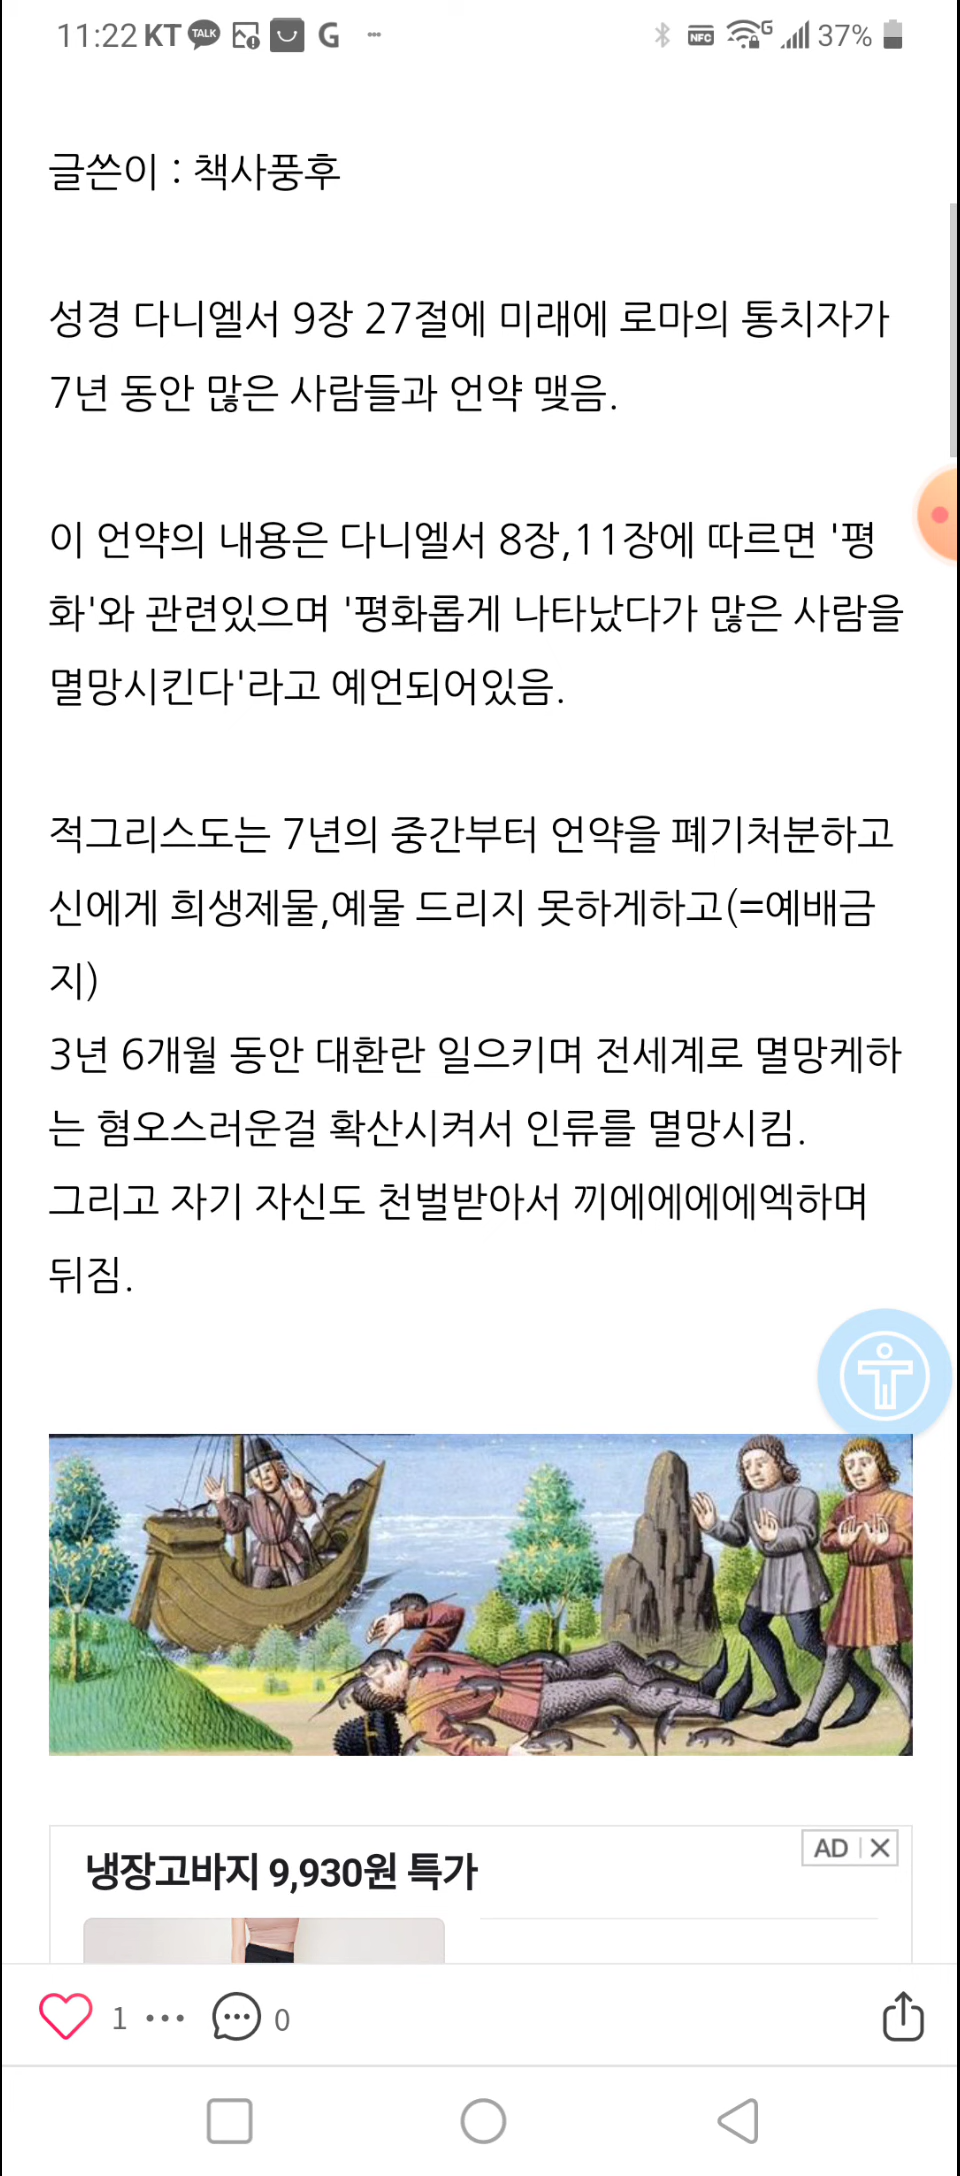 11:22 KT TALK G ··· NFC G 37%
글쓴이 : 책사풍후
성경 다니엘서 9장 27절에 미래에 로마의 통치자가
7년 동안 많은 사람들과 언약 맺음.
이 언약의 내용은 다니엘서 8장,11장에 따르면 '평
화'와 관련있으며 '평화롭게 나타났다가 많은 사람을
멸망시킨다'라고 예언되어있음.
적그리스도는 7년의 중간부터 언약을 폐기처분하고
신에게 희생제물,예물 드리지 못하게하고(=예배금
지)
3년 6개월 동안 대환란 일으키며 전세계로 멸망케하
는 혐오스러운걸 확산시켜서 인류를 멸망시킴.
그리고 자기 자신도 천벌받아서 끼에에에에엑하며
뒤짐.
AD
냉장고바지 9,930원 특가
1 ··· 0